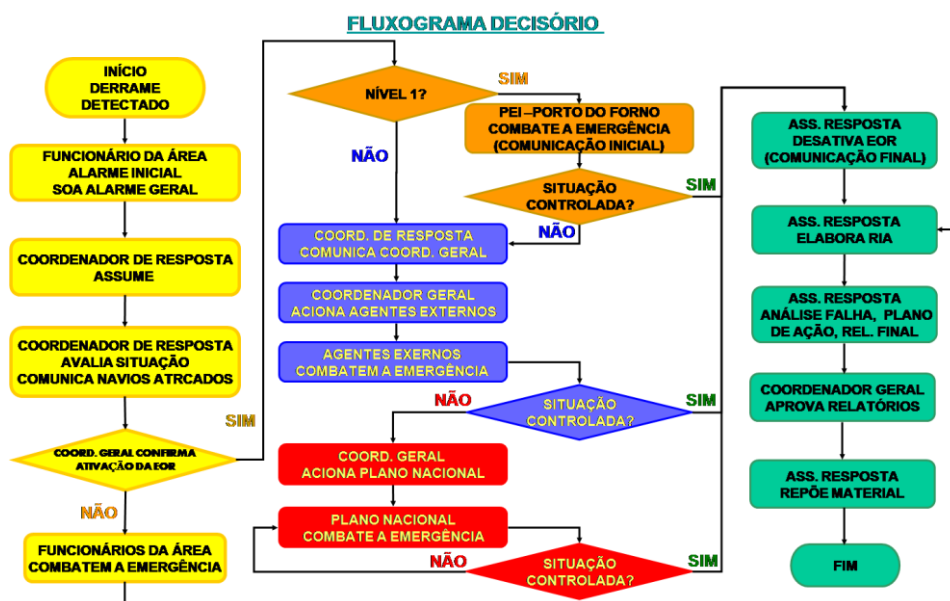 FLUXOGRAMA DECISÓRIO
INÍCIO
DERRAME
DETECTADO
FUNCIONÁRIO DA ÁREA
ALARME INICIAL
SOA ALARME GERAL
COORDENADOR DE RESPOSTA
ASSUME
COORDENADOR DE RESPOSTA
AVALIA SITUAÇÃO
COMUNICA NAVIOS ATRCADOS
SIM
COORD. GERAL CONFIRMA
ATIVAÇÃO DA EOR
NÃO
FUNCIONÁRIOS DA ÁREA
COMBATEM A EMERGÊNCIA
NÍVEL 1?
SIM
NÃO
PEI –PORTO DO FORNO
COMBATE A EMERGÊNCIA
(COMUNICAÇÃO INICIAL)
SITUAÇÃO
CONTROLADA?
SIM
NÃO
COORD. DE RESPOSTA
COMUNICA COORD. GERAL
COORDENADOR GERAL
ACIONA AGENTES EXTERNOS
AGENTES EXERNOS
COMBATEM A EMERGÊNCIA
NÃO
SITUAÇÃO
CONTROLADA?
SIM
COORD. GERAL
ACIONA PLANO NACIONAL
PLANO NACIONAL
COMBATE A EMERGÊNCIA
NÃO
SITUAÇÃO
CONTROLADA?
SIM
ASS. RESPOSTA
DESATIVA EOR
(COMUNICAÇÃO FINAL)
ASS. RESPOSTA
ELABORA RIA
ASS. RESPOSTA
ANÁLISE FALHA, PLANO
DE AÇÃO, REL. FINAL
COORDENADOR GERAL
APROVA RELATÓRIOS
ASS. RESPOSTA
REPÕE MATERIAL
FIM